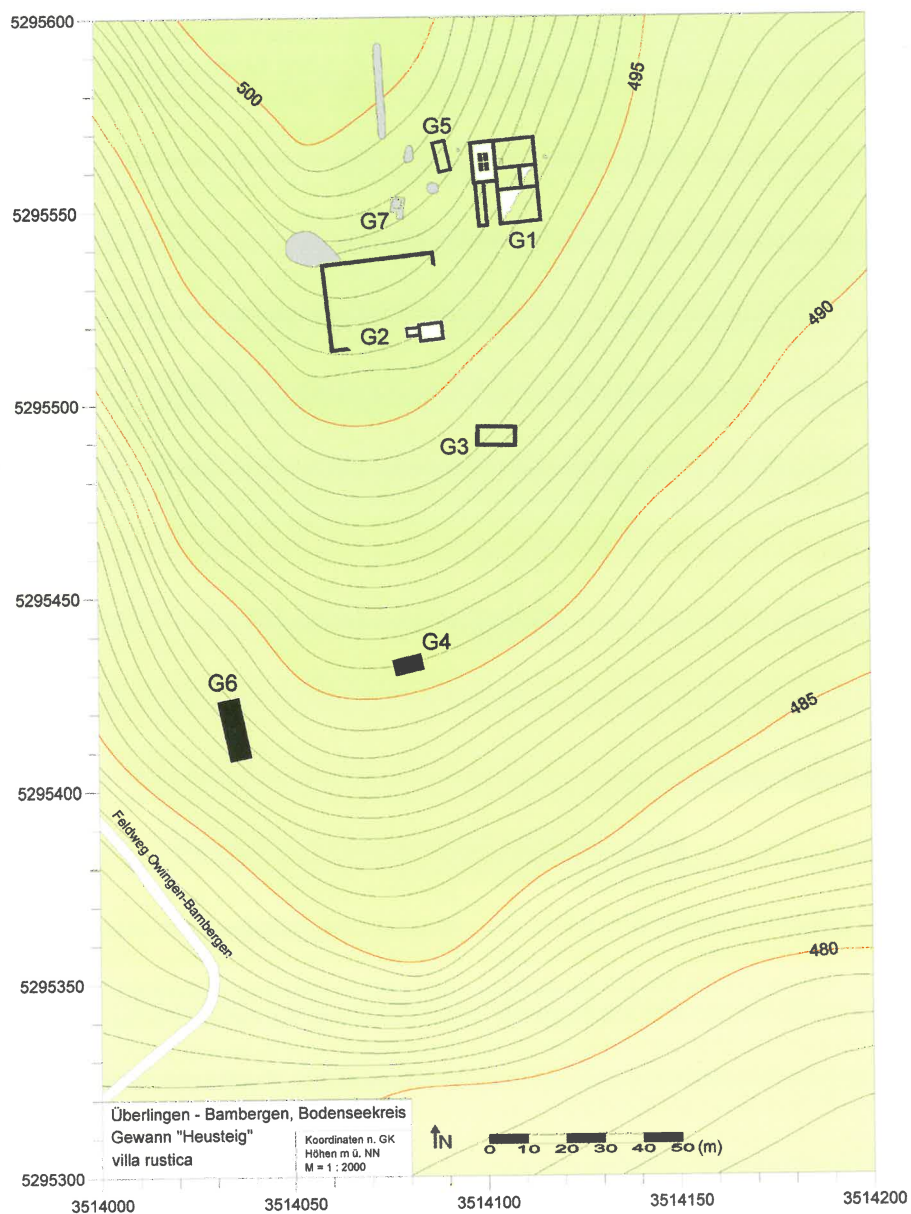 5295600
500
495
G5
5295550
G7
G1
490
G2
5295500
G3
5295450
G4
G6
485
5295400
Feldweg Owingen-Bambergen
480
5295350
Überlingen - Bambergen, Bodenseekreis
Gewann "Heusteig"
villa rustica
Koordinaten n. GK
Höhen m ü. NN
M = 1 : 2000
N
0 10 20 30 40 50 (m)
5295300
3514000 3514050 3514100 3514150 3514200